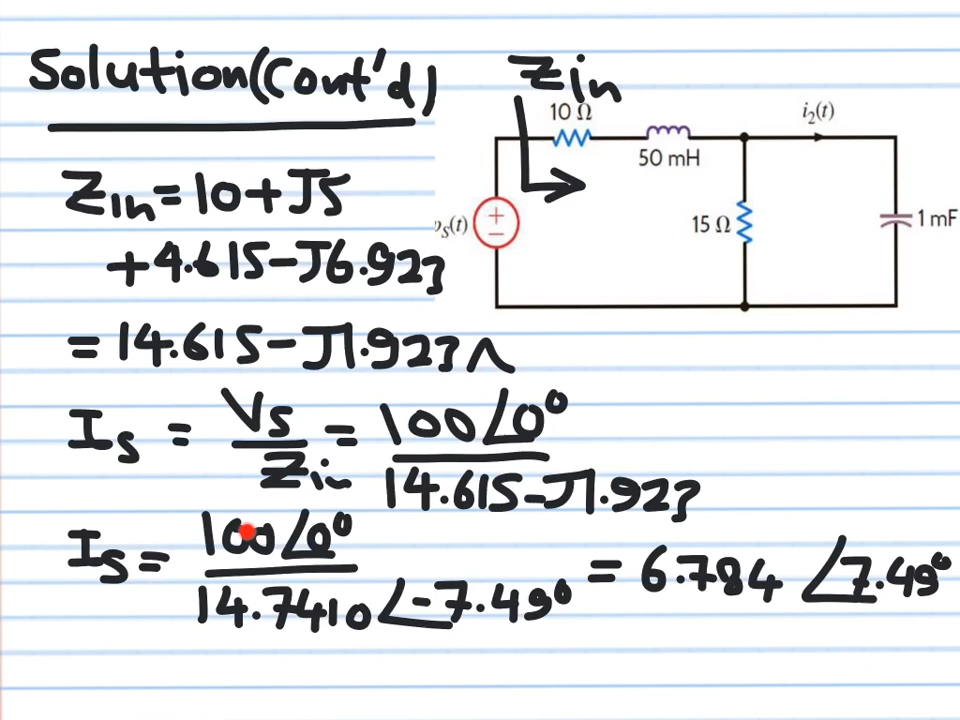 Solution(Cont'd)
Zin
10 Ω
i₂(t)
50 mH
Zin = 10 + J5
15 Ω
vₛ(t)
+
−
1 mF
+ 4.615 - J6.923
= 14.615 - J1.923 Ω
Is = Vs / Zin = 100∠0° / 14.615 - J1.923
Is = 100∠0° / 14.7410∠-7.49° = 6.784 ∠7.49°